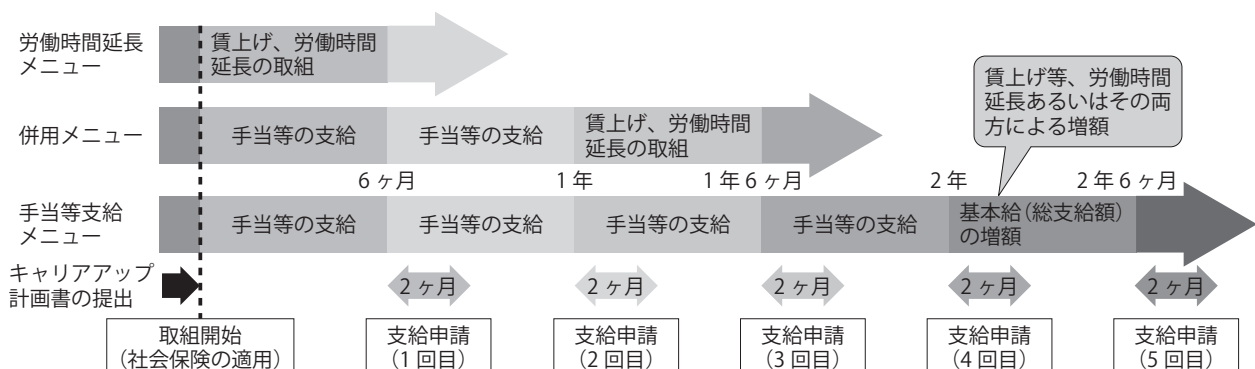 労働時間延長
メニュー
賃上げ、労働時間
延長の取組
賃上げ等、労働時間
延長あるいはその両
方による増額
併用メニュー
手当等の支給
手当等の支給
賃上げ、労働時間
延長の取組
6 ヶ月
1 年
1 年 6 ヶ月
2 年
2 年 6 ヶ月
手当等支給
メニュー
手当等の支給
手当等の支給
手当等の支給
手当等の支給
基本給（総支給額）
の増額
キャリアアップ
計画書の提出
2 ヶ月
2 ヶ月
2 ヶ月
2 ヶ月
2 ヶ月
取組開始
（社会保険の適用）
支給申請
（1 回目）
支給申請
（2 回目）
支給申請
（3 回目）
支給申請
（4 回目）
支給申請
（5 回目）